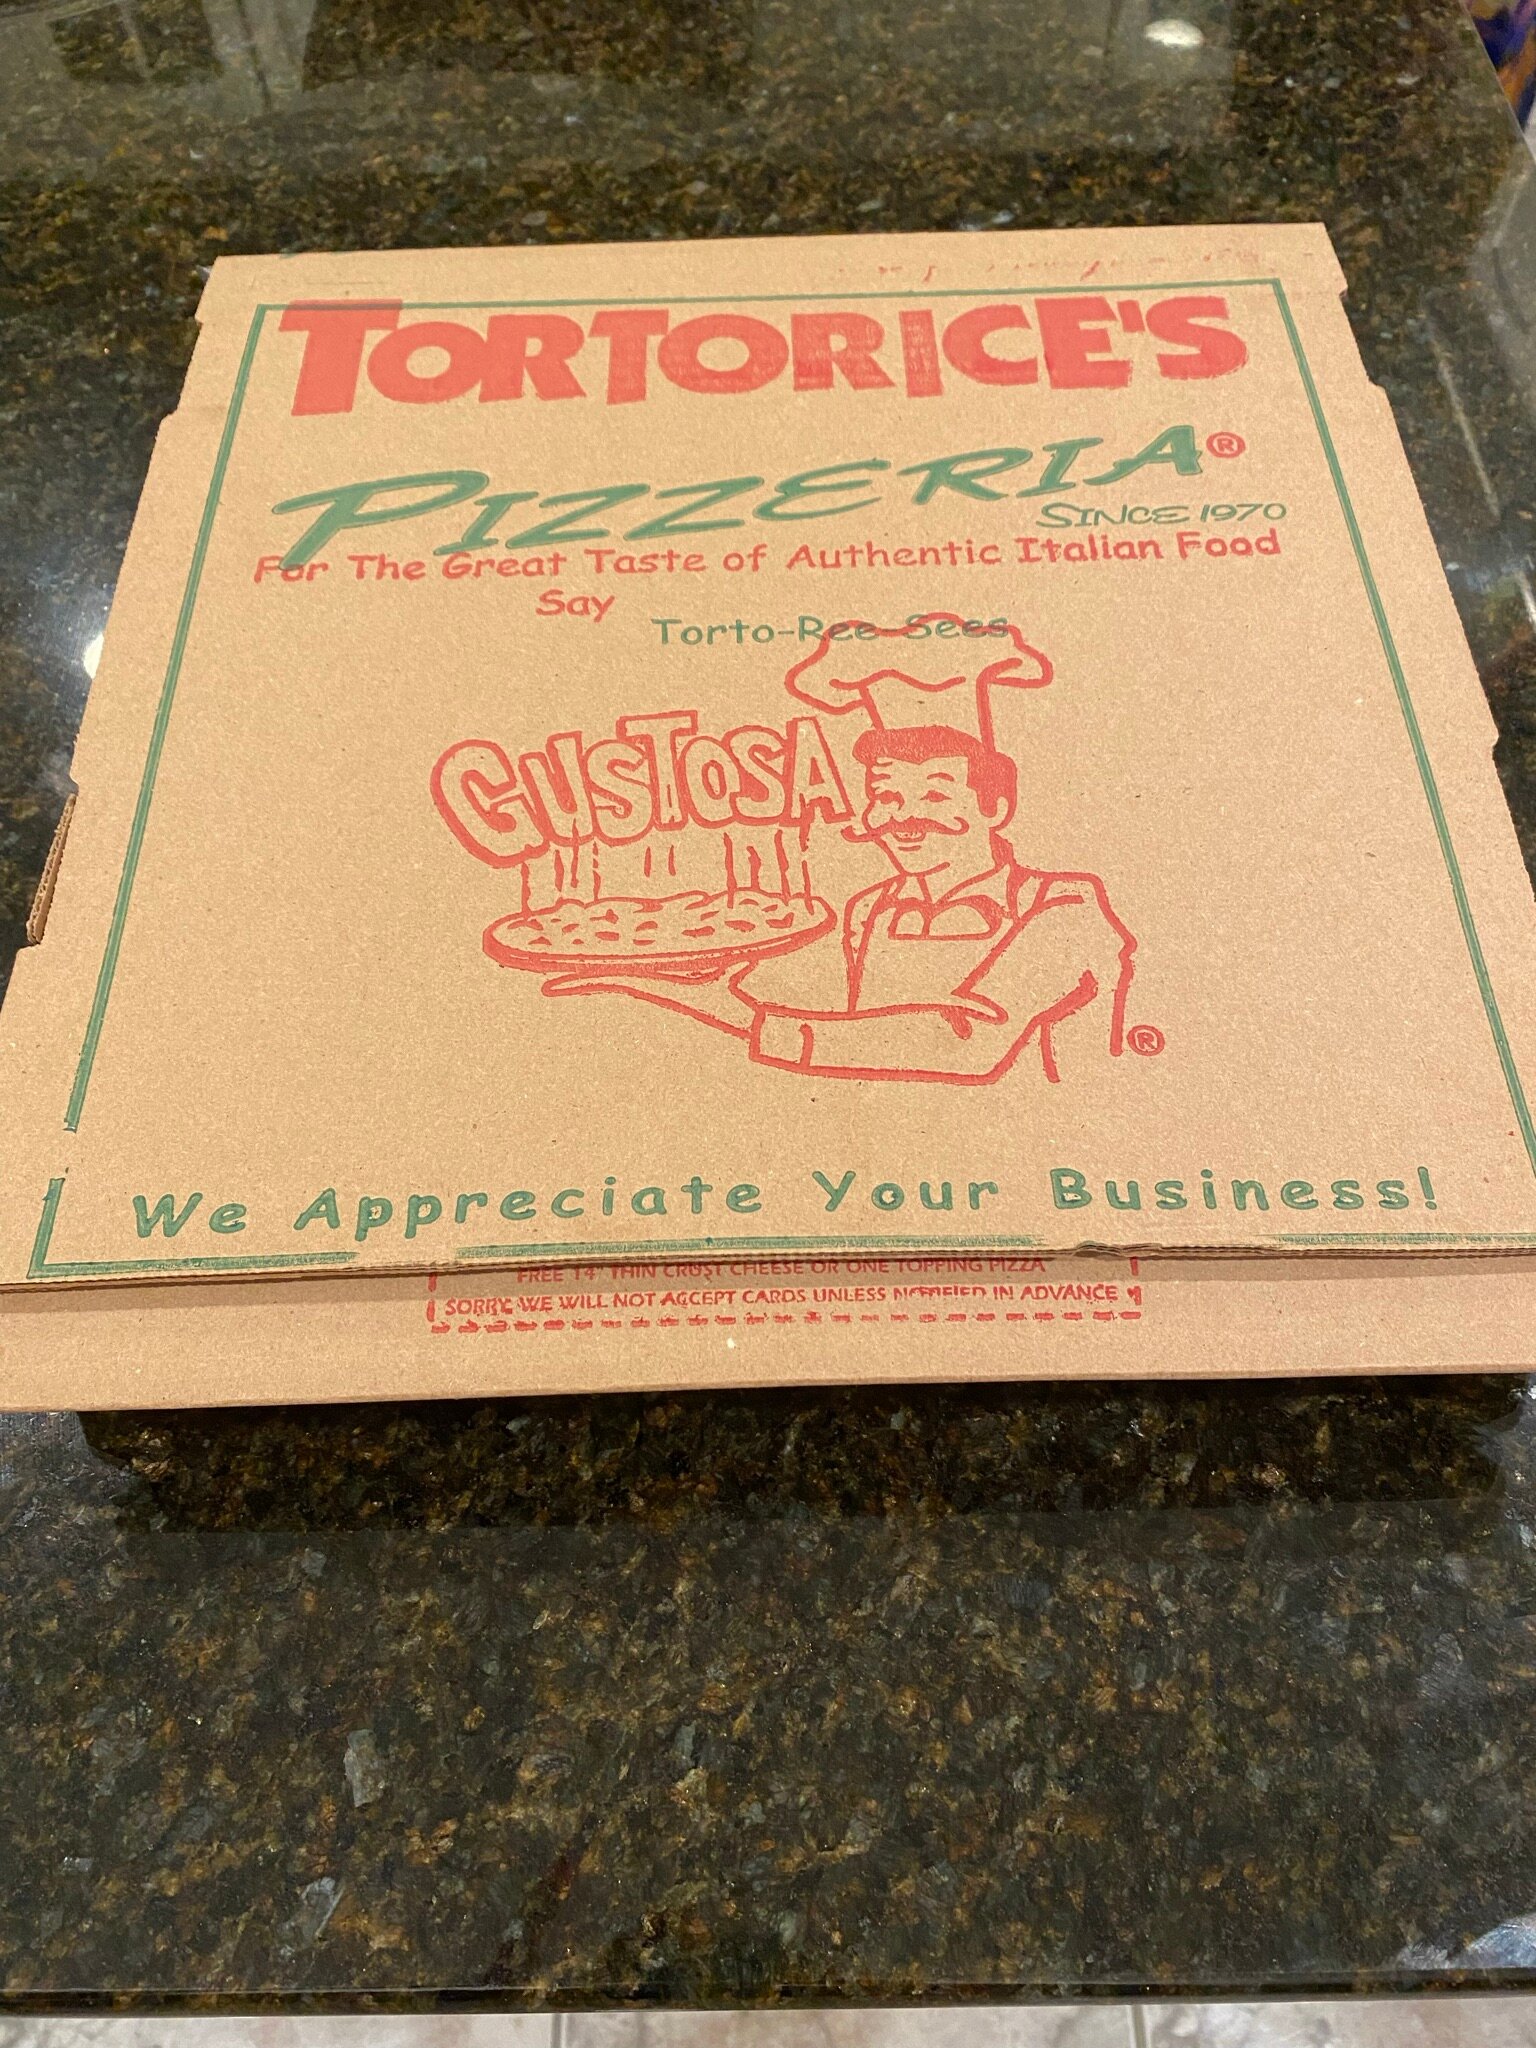 TORTORICE'S
PIZZERIA®
SINCE 1970
For The Great Taste of Authentic Italian Food
Say
Torto-Ree-Sees
GUSTOSA
®
We Appreciate Your Business!
FREE 14" THIN CRUST CHEESE OR ONE TOPPING PIZZA
SORRY, WE WILL NOT ACCEPT CARDS UNLESS NOTIFIED IN ADVANCE